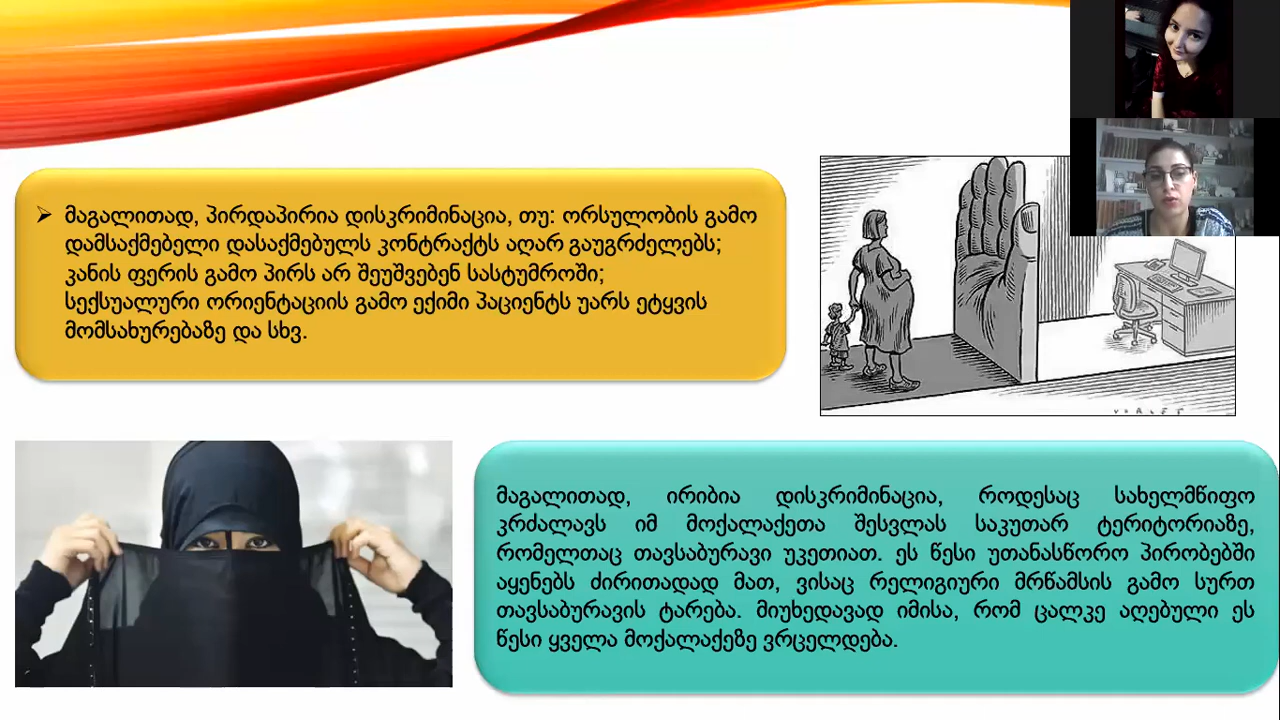 ➢ მაგალითად, პირდაპირია დისკრიმინაცია, თუ: ორსულობის გამო
დამსაქმებელი დასაქმებულს კონტრაქტს აღარ გაუგრძელებს;
კანის ფერის გამო პირს არ შეუშვებენ სასტუმროში;
სექსუალური ორიენტაციის გამო ექიმი პაციენტს უარს ეტყვის
მომსახურებაზე და სხვ.
მაგალითად, ირიბია დისკრიმინაცია, როდესაც სახელმწიფო
კრძალავს იმ მოქალაქეთა შესვლას საკუთარ ტერიტორიაზე,
რომელთაც თავსაბურავი უკეთიათ. ეს წესი უთანასწორო პირობებში
აყენებს ძირითადად მათ, ვისაც რელიგიური მრწამსის გამო სურთ
თავსაბურავის ტარება. მიუხედავად იმისა, რომ ცალკე აღებული ეს
წესი ყველა მოქალაქეზე ვრცელდება.